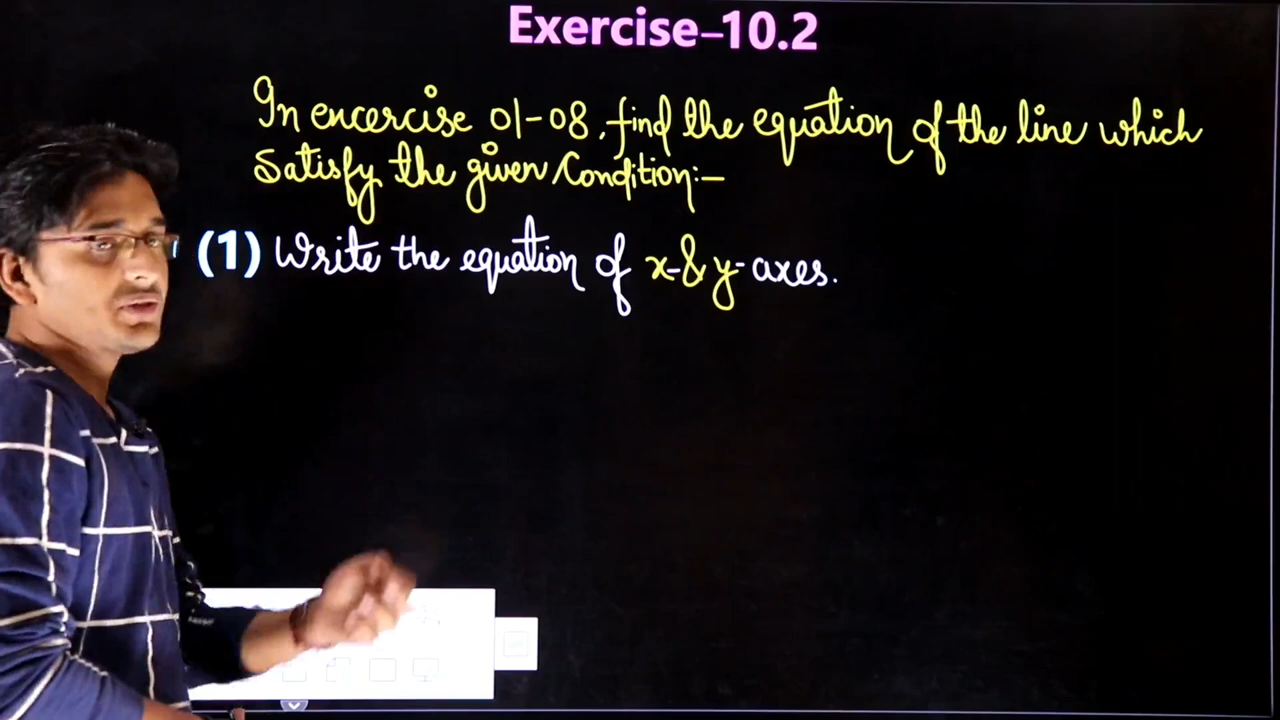 Exercise–10.2
In encercise 01-08, find the equation of the line which
satisfy the given Condition:–
(1) Write the equation of x-& y- axes.